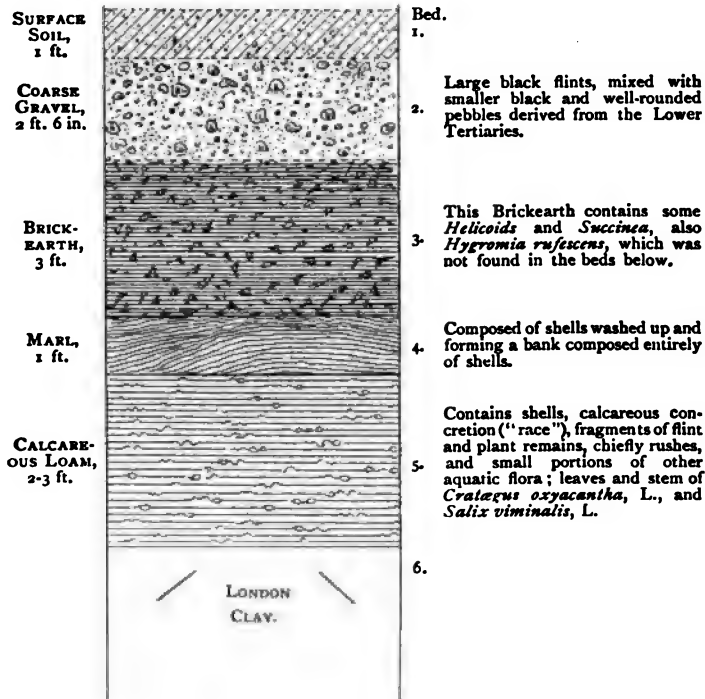 SURFACE
SOIL,
1 ft.
Bed.
1.
COARSE
GRAVEL,
2 ft. 6 in.
2.
Large black flints, mixed with
smaller black and well-rounded
pebbles derived from the Lower
Tertiaries.
BRICK-
EARTH,
3 ft.
3.
This Brickearth contains some
Helicoids and Succinea, also
Hygromia rufescens, which was
not found in the beds below.
MARL,
1 ft.
4.
Composed of shells washed up and
forming a bank composed entirely
of shells.
CALCARE-
OUS LOAM,
2-3 ft.
5.
Contains shells, calcareous con-
cretion ("race"), fragments of flint
and plant remains, chiefly rushes,
and small portions of other
aquatic flora; leaves and stem of
Cratægus oxyacantha, L., and
Salix viminalis, L.
6.
LONDON
CLAY.